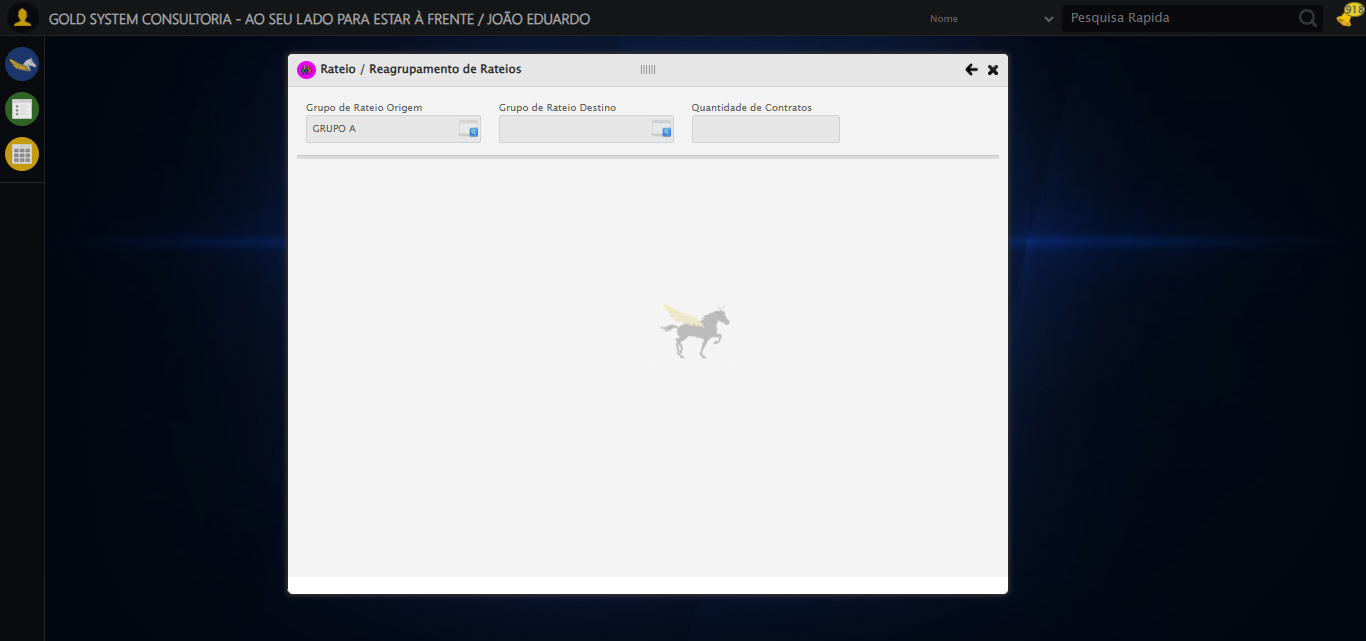 GOLD SYSTEM CONSULTORIA - AO SEU LADO PARA ESTAR À FRENTE / JOÃO EDUARDO
Nome
Pesquisa Rapida
918
Rateio / Reagrupamento de Rateios
Grupo de Rateio Origem
Grupo de Rateio Destino
Quantidade de Contratos
GRUPO A